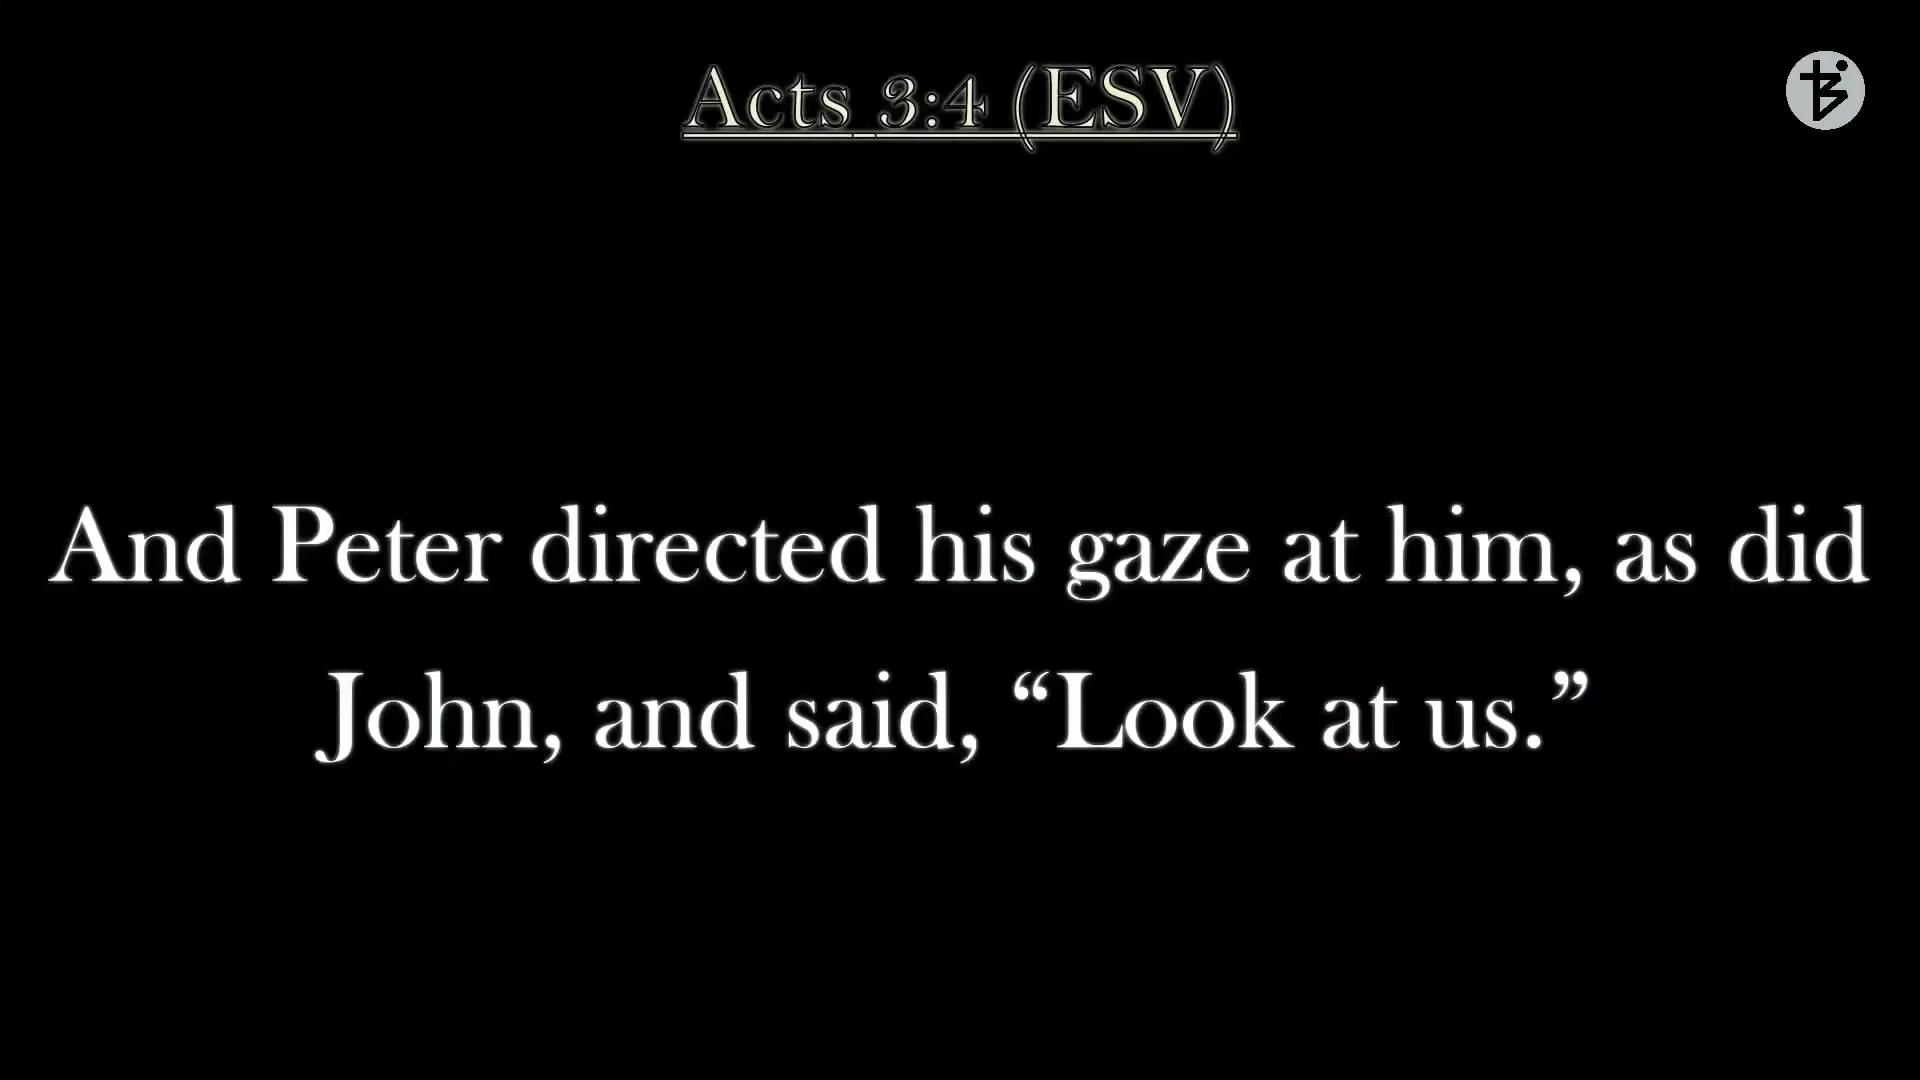 Acts 3:4 (ESV)
And Peter directed his gaze at him, as did
John, and said, “Look at us.”